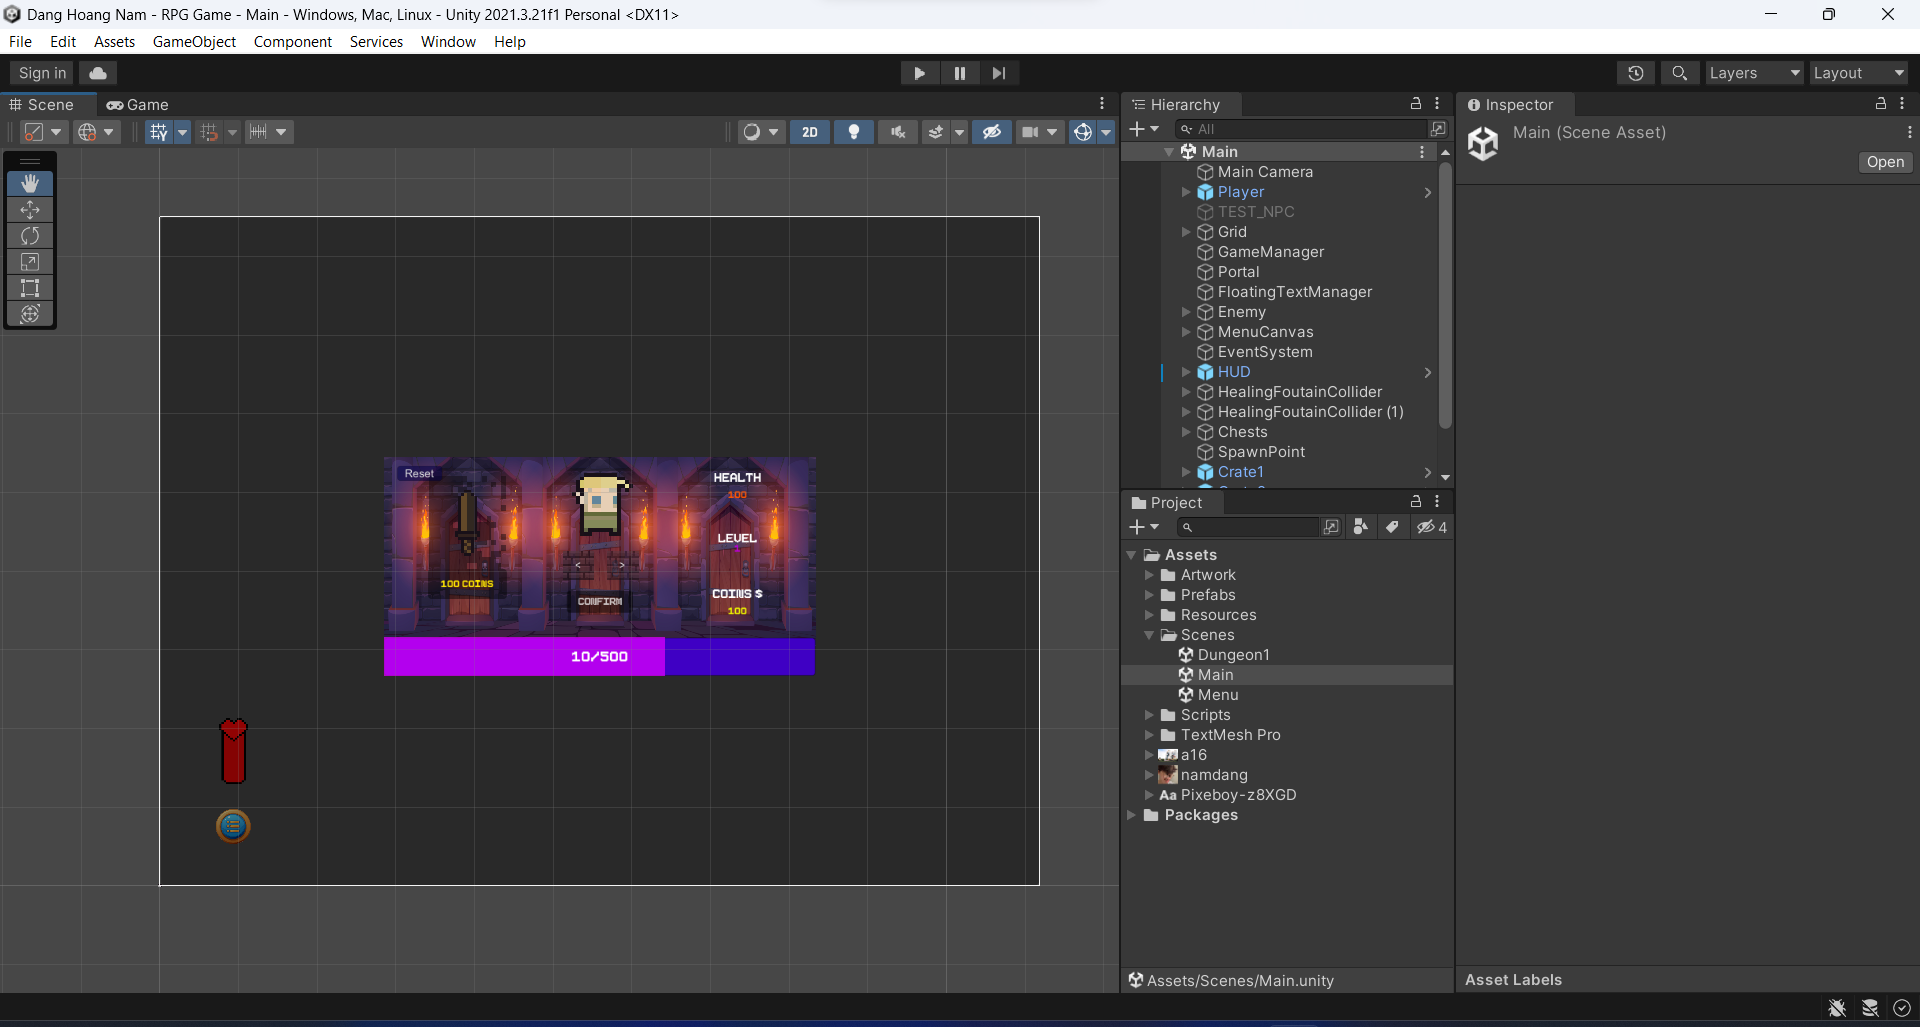 Dang Hoang Nam - RPG Game - Main - Windows, Mac, Linux - Unity 2021.3.21f1 Personal <DX11>
File Edit Assets GameObject Component Services Window Help
Sign in
Layers
Layout
Scene
Game
2D
Reset
100 COINS
<
>
CONFIRM
HEALTH
100
LEVEL
COINS $
100
10/500
Hierarchy
All
Main
Main Camera
Player
TEST_NPC
Grid
GameManager
Portal
FloatingTextManager
Enemy
MenuCanvas
EventSystem
HUD
HealingFoutainCollider
HealingFoutainCollider (1)
Chests
SpawnPoint
Crate1
Project
4
Assets
Artwork
Prefabs
Resources
Scenes
Dungeon1
Main
Menu
Scripts
TextMesh Pro
a16
namdang
Aa Pixeboy-z8XGD
Packages
Assets/Scenes/Main.unity
Inspector
Main (Scene Asset)
Open
Asset Labels